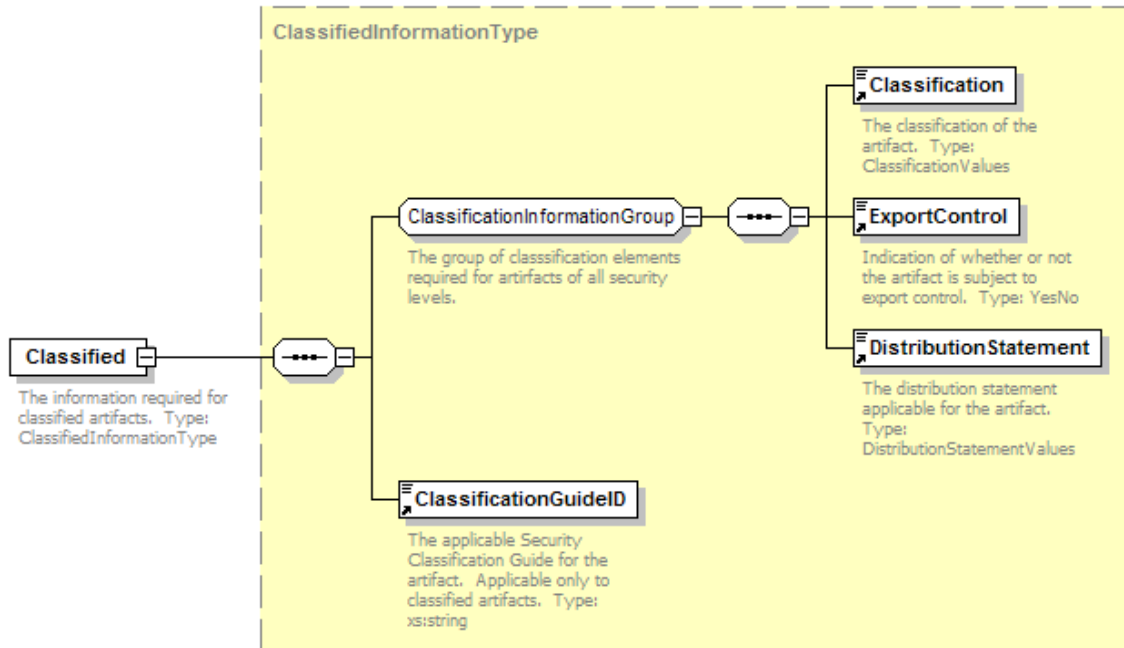 ClassifiedInformationType
Classification
The classification of the
artifact.  Type:
ClassificationValues
ClassificationInformationGroup
The group of classsification elements
required for artirfacts of all security
levels.
ExportControl
Indication of whether or not
the artifact is subject to
export control.  Type: YesNo
Classified
The information required for
classified artifacts.  Type:
ClassifiedInformationType
DistributionStatement
The distribution statement
applicable for the artifact.
Type:
DistributionStatementValues
ClassificationGuideID
The applicable Security
Classification Guide for the
artifact.  Applicable only to
classified artifacts.  Type:
xs:string